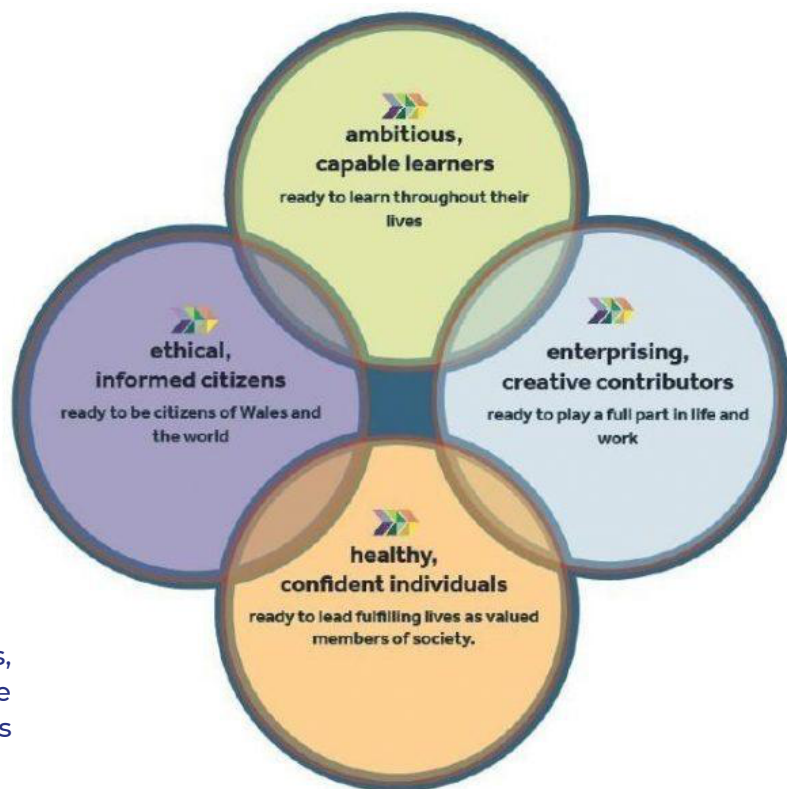 ambitious,
capable learners
ready to learn throughout their
lives
ethical,
informed citizens
ready to be citizens of Wales and
the world
enterprising,
creative contributors
ready to play a full part in life and
work
healthy,
confident individuals
ready to lead fulfilling lives as valued
members of society.
s,
e
s